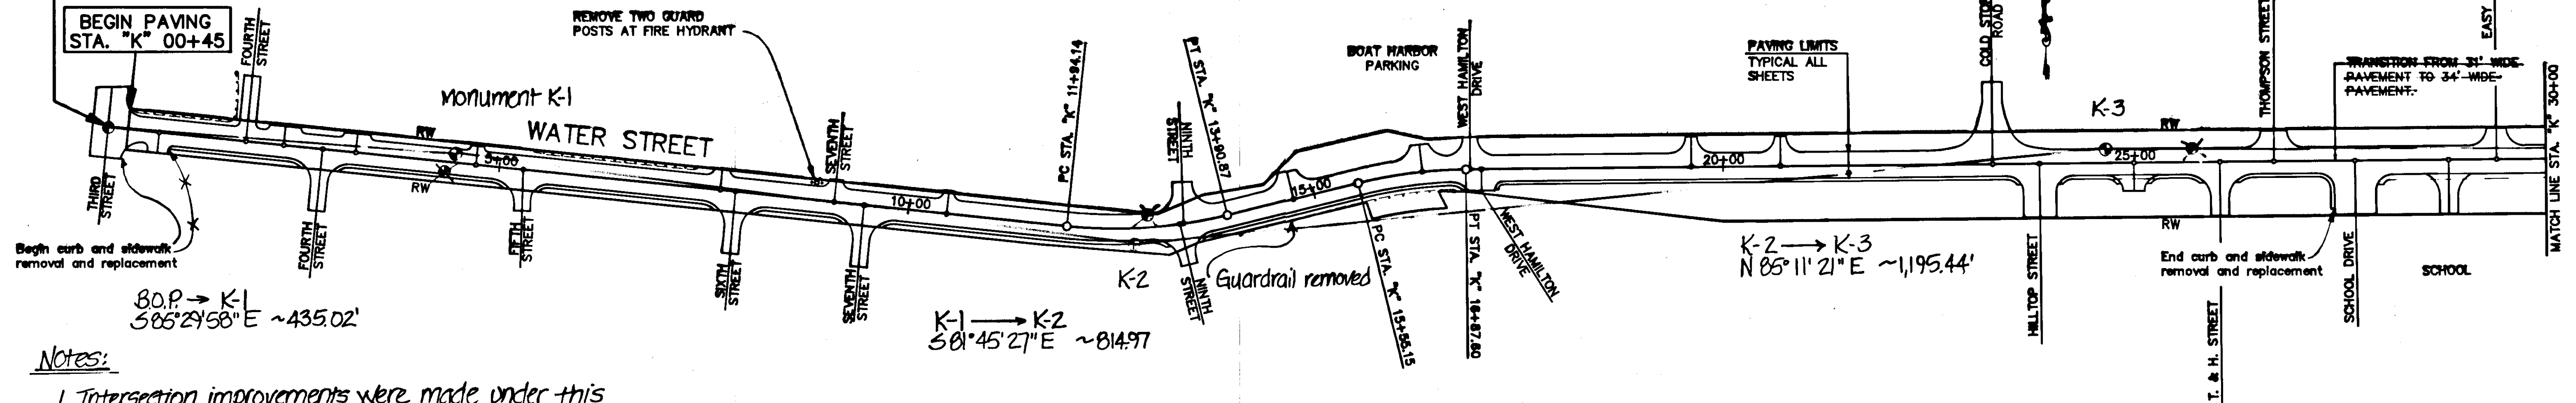 BEGIN PAVING
STA. "K" 00+45
FOURTH
STREET
REMOVE TWO GUARD
POSTS AT FIRE HYDRANT
Monument K-1
WATER STREET
RW
5+00
RW
SEVENTH
STREET
10+00
PC STA. "K" 11+94.14
PT STA. "K" 13+90.87
NINTH
STREET
BOAT HARBOR
PARKING
WEST HAMILTON
DRIVE
15+00
PAVING LIMITS
TYPICAL ALL
SHEETS
20+00
COLD STOR
ROAD
K-3
RW
25+00
THOMPSON STREET
TRANSITION FROM 31' WIDE
PAVEMENT TO 34' WIDE
PAVEMENT.
EASY
MATCH LINE STA. "K" 30+00
THIRD
STREET
Begin curb and sidewalk
removal and replacement
FOURTH
STREET
FIFTH
STREET
SIXTH
STREET
SEVENTH
STREET
K-2
NINTH
STREET
Guardrail removed
PC STA. "K" 15+55.15
PT STA. "K" 16+87.60
WEST HAMILTON
DRIVE
K-2 → K-3
N 85°11'21"E ~1,195.44'
HILLTOP STREET
RW
End curb and sidewalk
removal and replacement
T. & H. STREET
SCHOOL DRIVE
SCHOOL
B.O.P. → K-1
S85°29'58"E ~435.02'
K-1 → K-2
S81°45'27"E ~814.97
Notes:
1. Intersection improvements were made under this